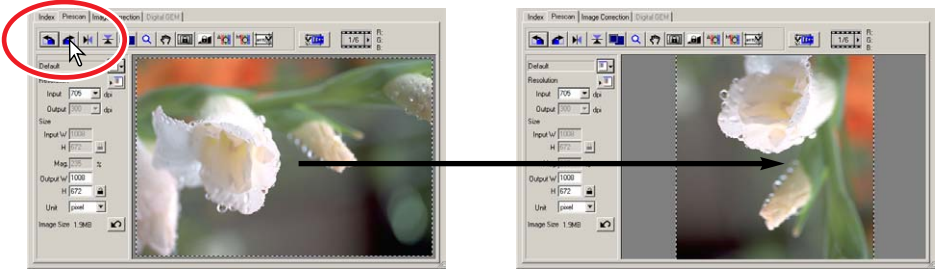 Index Prescan Image Correction Digital GEM
1/6 R:
G:
B:
Default
Resolution
Input 705 dpi
Output 300 dpi
Size
Input W 1008
H 672
Mag. 235 %
Output W 1008
H 672
Unit pixel
Image Size 1.9MB
Index Prescan Image Correction Digital GEM
1/6 R:
G:
B:
Default
Resolution
Input 705 dpi
Output 300 dpi
Size
Input W 1008
H 672
Output W 1008
H 672
Unit pixel
Image Size 1.9MB